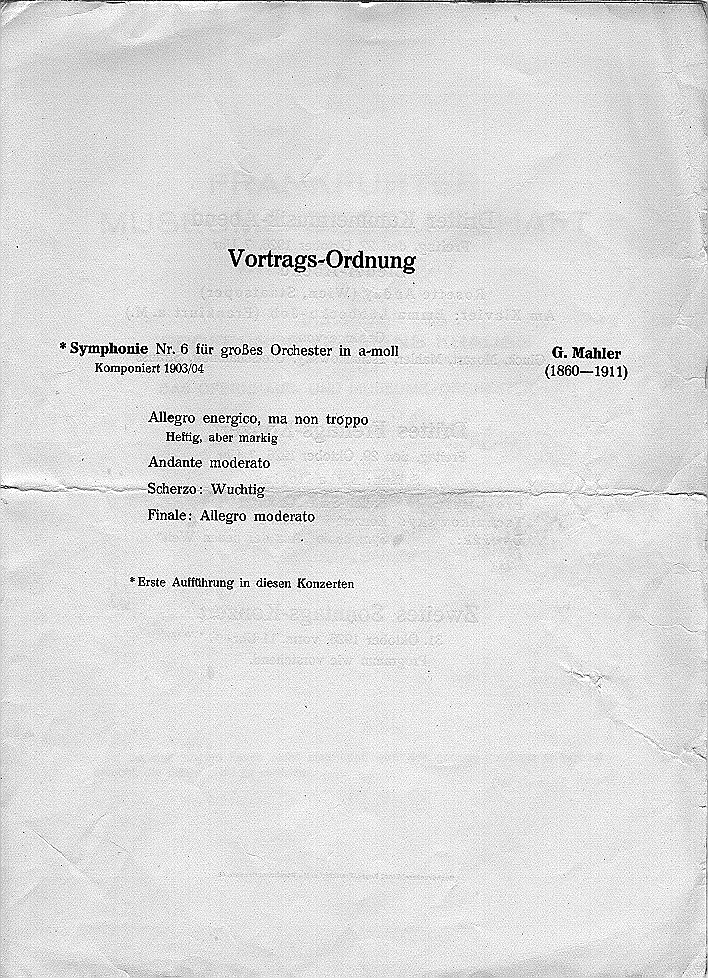 Vortrags-Ordnung
* Symphonie Nr. 6 für großes Orchester in a-moll G. Mahler
Komponiert 1903/04 (1860—1911)
Allegro energico, ma non troppo
Heftig, aber markig
Andante moderato
Scherzo: Wuchtig
Finale: Allegro moderato
* Erste Aufführung in diesen Konzerten